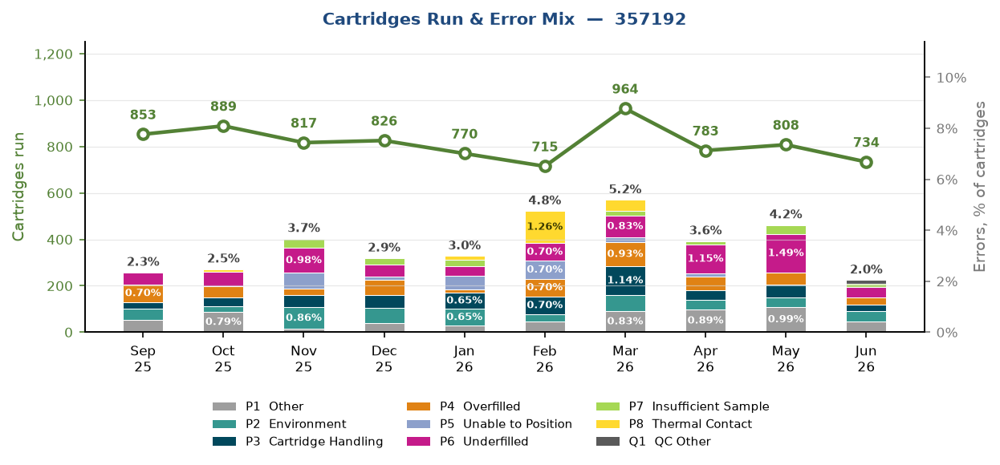 Cartridges Run & Error Mix — 357192
Cartridges run
1,200
1,000
800
600
400
200
0
10%
8%
6%
4%
2%
0%
Errors, % of cartridges
853
889
817
826
770
715
964
783
808
734
2.3%
2.5%
3.7%
2.9%
3.0%
4.8%
5.2%
3.6%
4.2%
2.0%
0.70%
0.79%
0.98%
0.86%
0.65%
0.65%
1.26%
0.70%
0.70%
0.70%
0.70%
0.83%
0.93%
1.14%
0.83%
1.15%
0.89%
1.49%
0.99%
Sep 25
Oct 25
Nov 25
Dec 25
Jan 26
Feb 26
Mar 26
Apr 26
May 26
Jun 26
P1 Other
P2 Environment
P3 Cartridge Handling
P4 Overfilled
P5 Unable to Position
P6 Underfilled
P7 Insufficient Sample
P8 Thermal Contact
Q1 QC Other